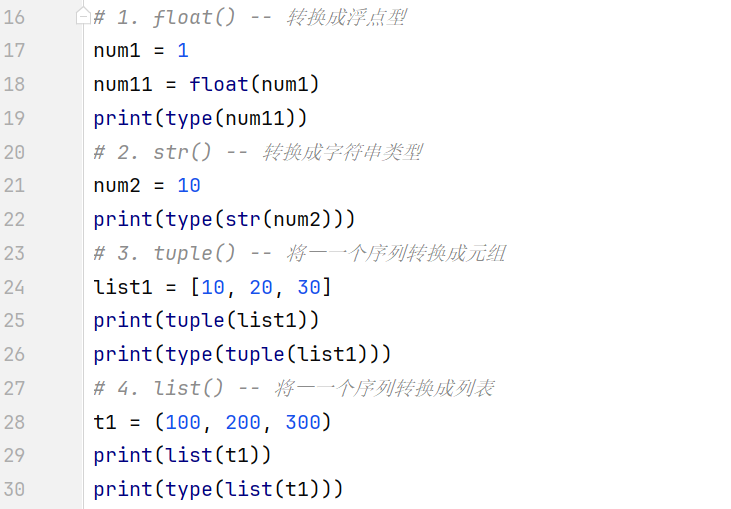 16 # 1. float() -- 转换成浮点型
17 num1 = 1
18 num11 = float(num1)
19 print(type(num11))
20 # 2. str() -- 转换成字符串类型
21 num2 = 10
22 print(type(str(num2)))
23 # 3. tuple() -- 将一一个序列转换成元组
24 list1 = [10, 20, 30]
25 print(tuple(list1))
26 print(type(tuple(list1)))
27 # 4. list() -- 将一一个序列转换成列表
28 t1 = (100, 200, 300)
29 print(list(t1))
30 print(type(list(t1)))